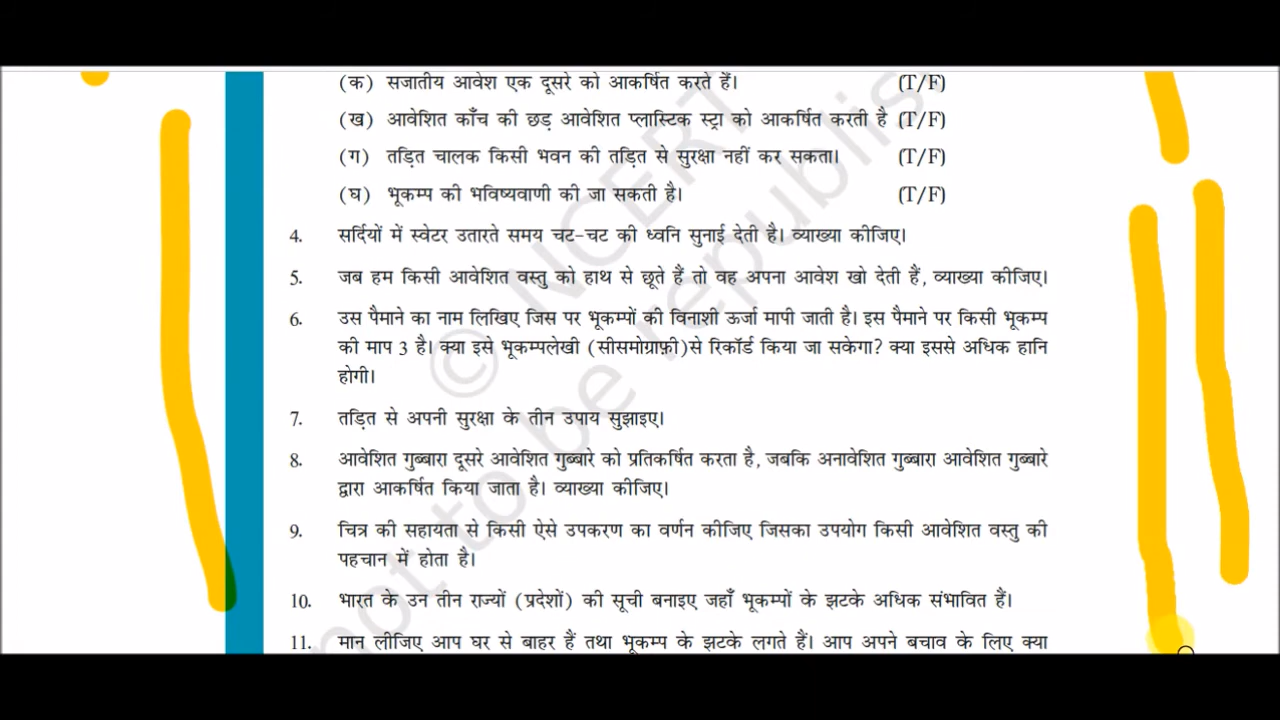 (क) सजातीय आवेश एक दूसरे को आकर्षित करते हैं। (T/F)
(ख) आवेशित काँच की छड़ आवेशित प्लास्टिक स्ट्रा को आकर्षित करती है (T/F)
(ग) तड़ित चालक किसी भवन की तड़ित से सुरक्षा नहीं कर सकता। (T/F)
(घ) भूकम्प की भविष्यवाणी की जा सकती है। (T/F)
4. सर्दियों में स्वेटर उतारते समय चट-चट की ध्वनि सुनाई देती है। व्याख्या कीजिए।
5. जब हम किसी आवेशित वस्तु को हाथ से छूते हैं तो वह अपना आवेश खो देती हैं, व्याख्या कीजिए।
6. उस पैमाने का नाम लिखिए जिस पर भूकम्पों की विनाशी ऊर्जा मापी जाती है। इस पैमाने पर किसी भूकम्प
की माप 3 है। क्या इसे भूकम्पलेखी (सीसमोग्राफ़ी)से रिकॉर्ड किया जा सकेगा? क्या इससे अधिक हानि
होगी।
7. तड़ित से अपनी सुरक्षा के तीन उपाय सुझाइए।
8. आवेशित गुब्बारा दूसरे आवेशित गुब्बारे को प्रतिकर्षित करता है, जबकि अनावेशित गुब्बारा आवेशित गुब्बारे
द्वारा आकर्षित किया जाता है। व्याख्या कीजिए।
9. चित्र की सहायता से किसी ऐसे उपकरण का वर्णन कीजिए जिसका उपयोग किसी आवेशित वस्तु की
पहचान में होता है।
10. भारत के उन तीन राज्यों (प्रदेशों) की सूची बनाइए जहाँ भूकम्पों के झटके अधिक संभावित हैं।
11. मान लीजिए आप घर से बाहर हैं तथा भूकम्प के झटके लगते हैं। आप अपने बचाव के लिए क्या
© NCERT
not to be republis